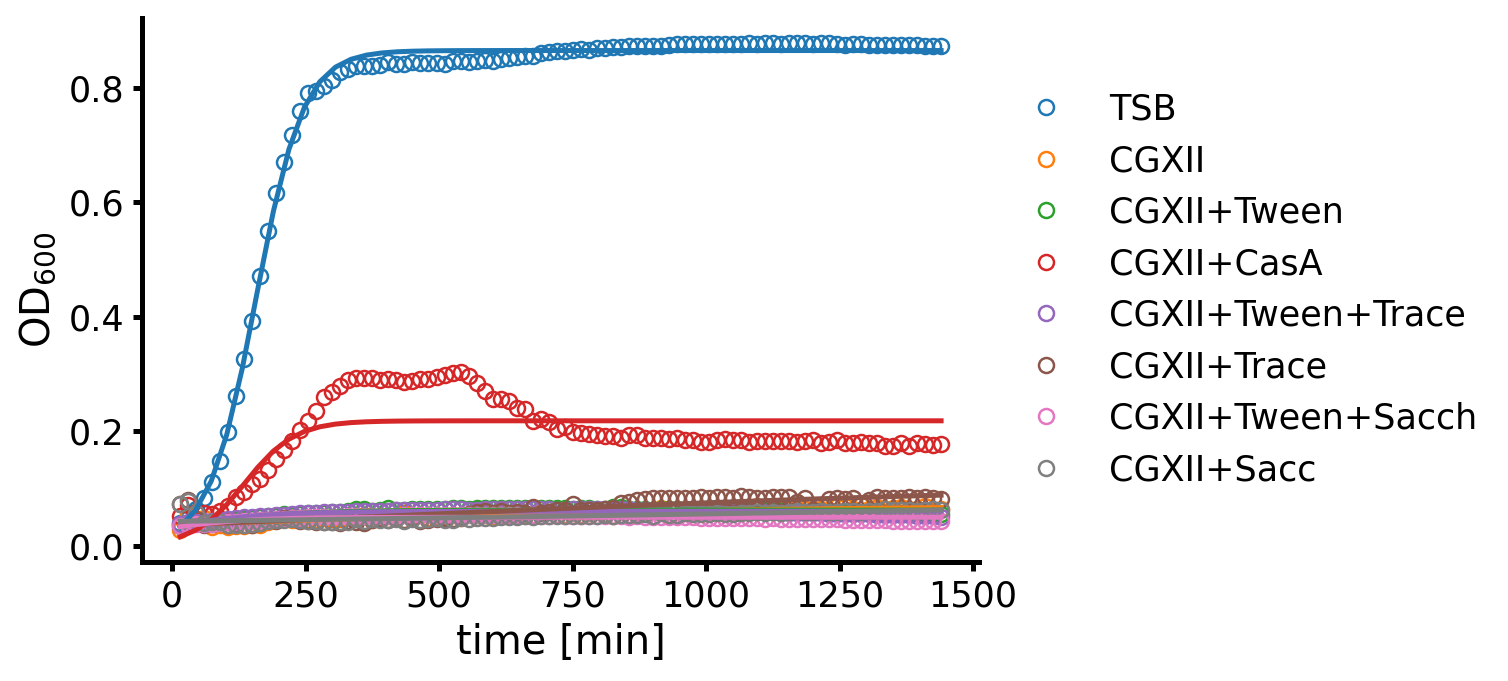 OD600
0.8
0.6
0.4
0.2
0.0
0 250 500 750 1000 1250 1500
time [min]
TSB
CGXII
CGXII+Tween
CGXII+CasA
CGXII+Tween+Trace
CGXII+Trace
CGXII+Tween+Sacch
CGXII+Sacc